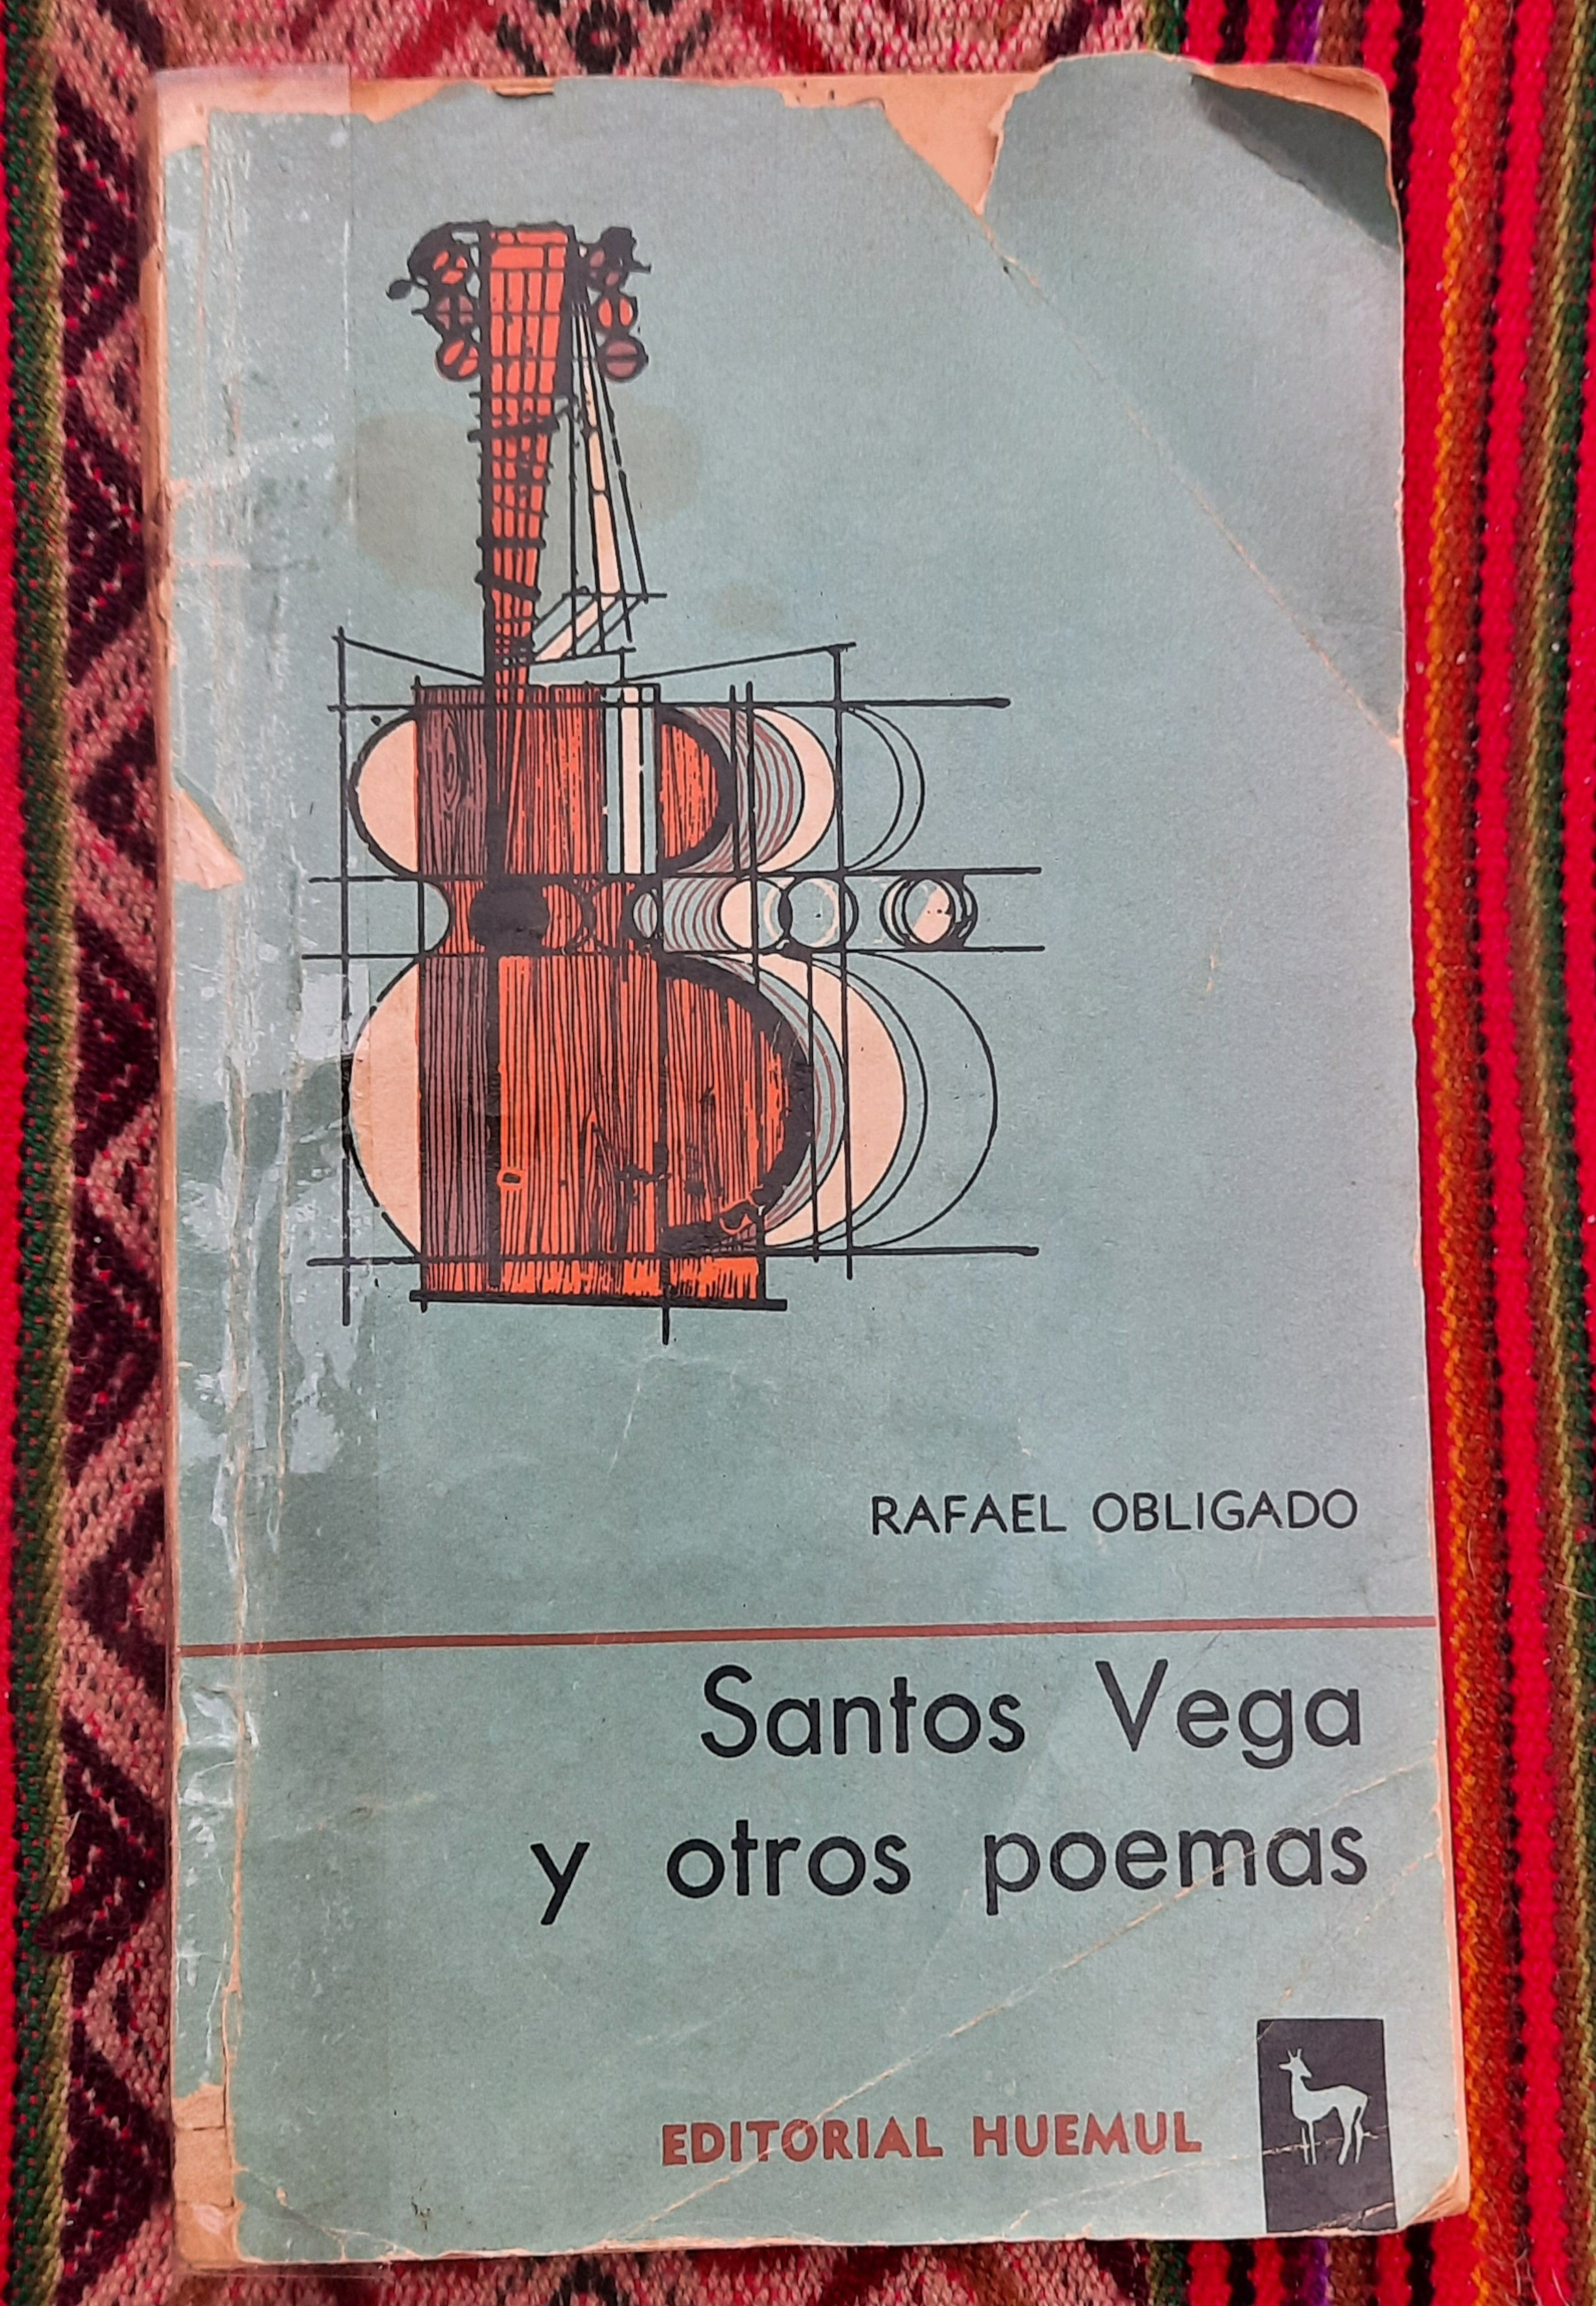 RAFAEL OBLIGADO
Santos Vega
y otros poemas
EDITORIAL HUEMUL